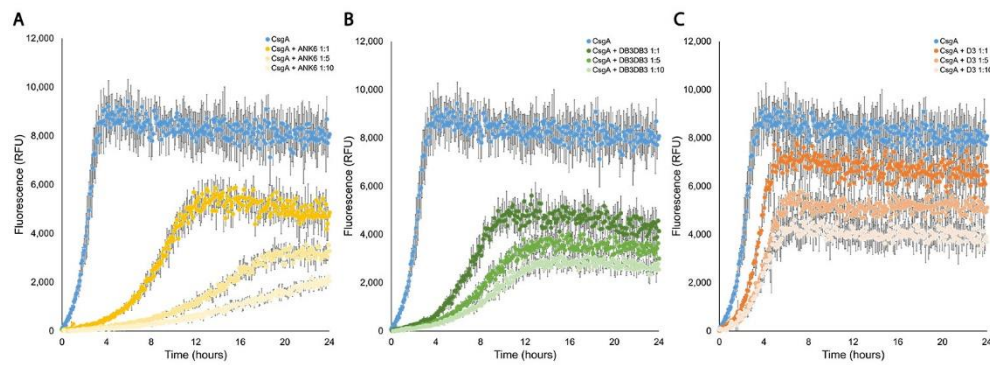 A
B
C
12,000
10,000
8,000
6,000
4,000
2,000
0
Fluorescence (RFU)
0 4 8 12 16 20 24
Time (hours)
CsgA
CsgA + ANK6 1:1
CsgA + ANK6 1:5
CsgA + ANK6 1:10
12,000
10,000
8,000
6,000
4,000
2,000
0
Fluorescence (RFU)
0 4 8 12 16 20 24
Time (hours)
CsgA
CsgA + DB3DB3 1:1
CsgA + DB3DB3 1:5
CsgA + DB3DB3 1:10
12,000
10,000
8,000
6,000
4,000
2,000
0
Fluorescence (RFU)
0 4 8 12 16 20 24
Time (hours)
CsgA
CsgA + D3 1:1
CsgA + D3 1:5
CsgA + D3 1:10